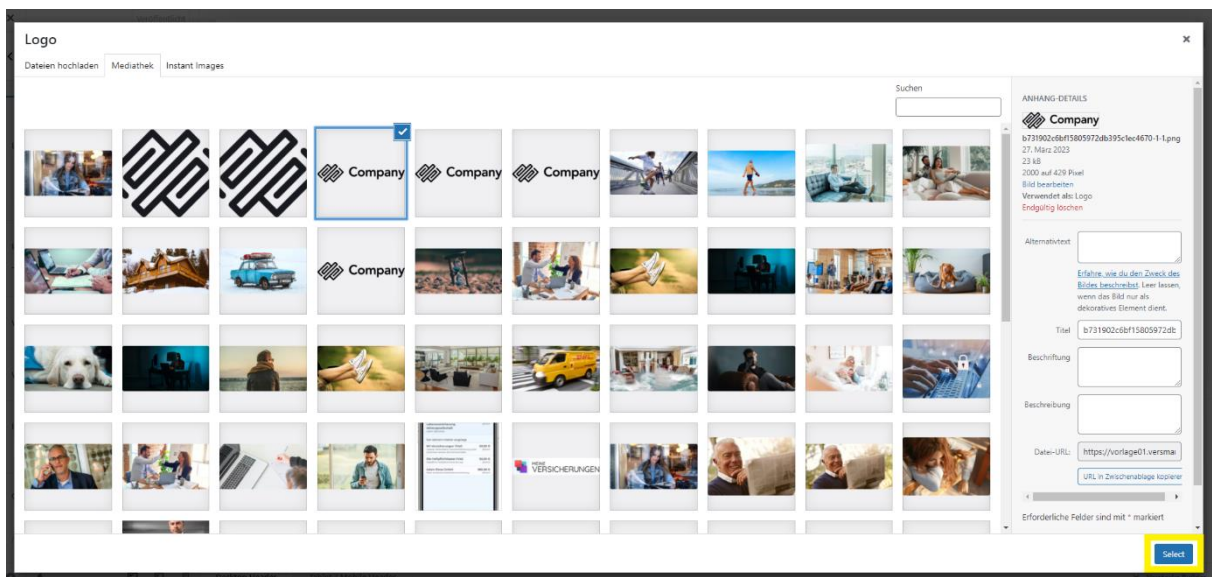 Logo
Dateien hochladen
Mediathek
Instant Images
Suchen
Company
Company
Company
Company
MEINE
VERSICHERUNGEN
ANHANG-DETAILS
Company
b731902c6bf15805972db395c1ec4670-1-1.png
27. März 2023
23 kB
2000 auf 429 Pixel
Bild bearbeiten
Verwendet als: Logo
Endgültig löschen
Alternativtext
Erfahre, wie du den Zweck des
Bildes beschreibst. Leer lassen,
wenn das Bild nur als
dekoratives Element dient.
Titel
b731902c6bf15805972db
Beschriftung
Beschreibung
Datei-URL:
https://vorlage01.versmar
URL in Zwischenablage kopieren
Erforderliche Felder sind mit * markiert
Select